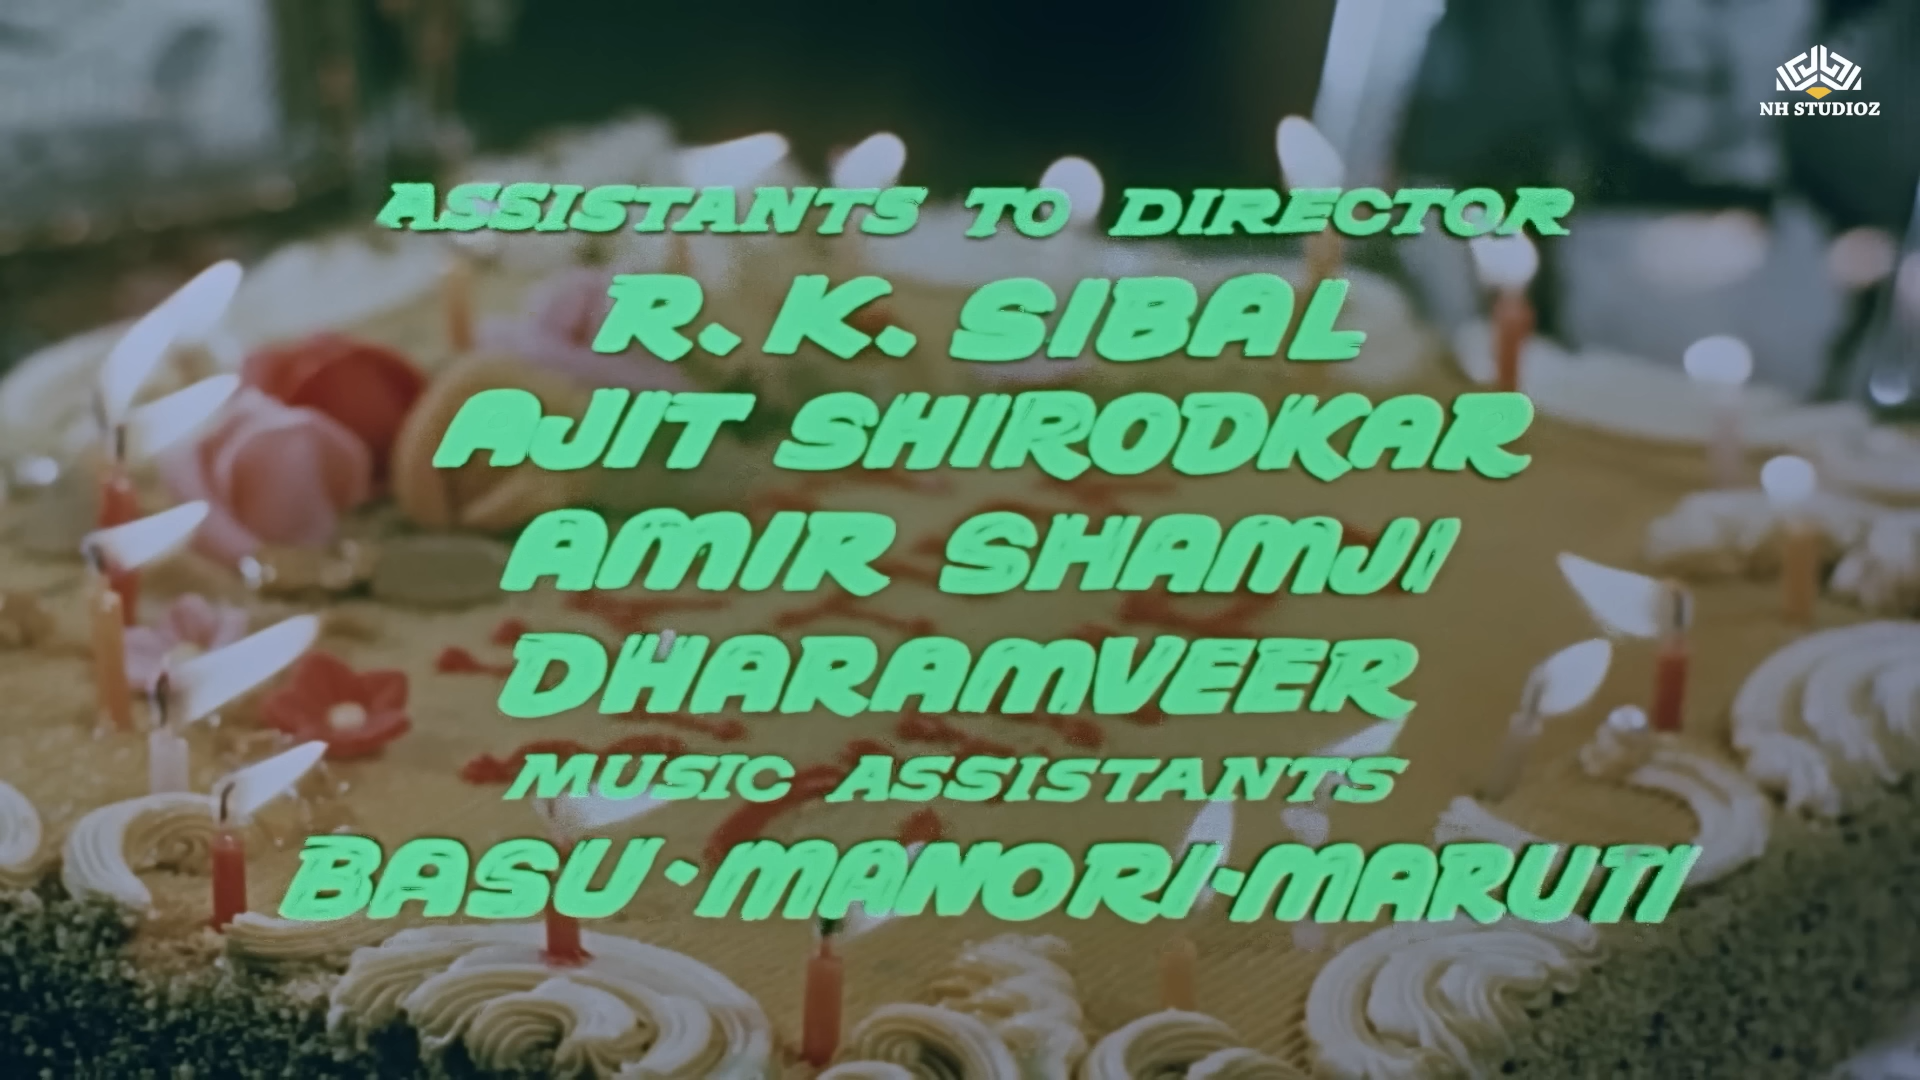 NH STUDIOZ
ASSISTANTS TO DIRECTOR
R. K. SIBAL
AJIT SHIRODKAR
AMIR SHAMJI
DHARAMVEER
MUSIC ASSISTANTS
BASU · MANORI · MARUTI